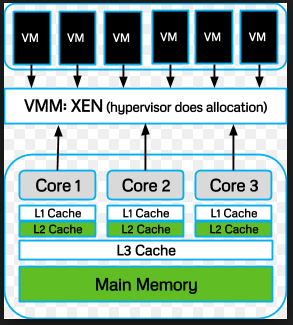 VM VM VM VM VM VM
VMM: XEN (hypervisor does allocation)
Core 1 Core 2 Core 3
L1 Cache L1 Cache L1 Cache
L2 Cache L2 Cache L2 Cache
L3 Cache
Main Memory